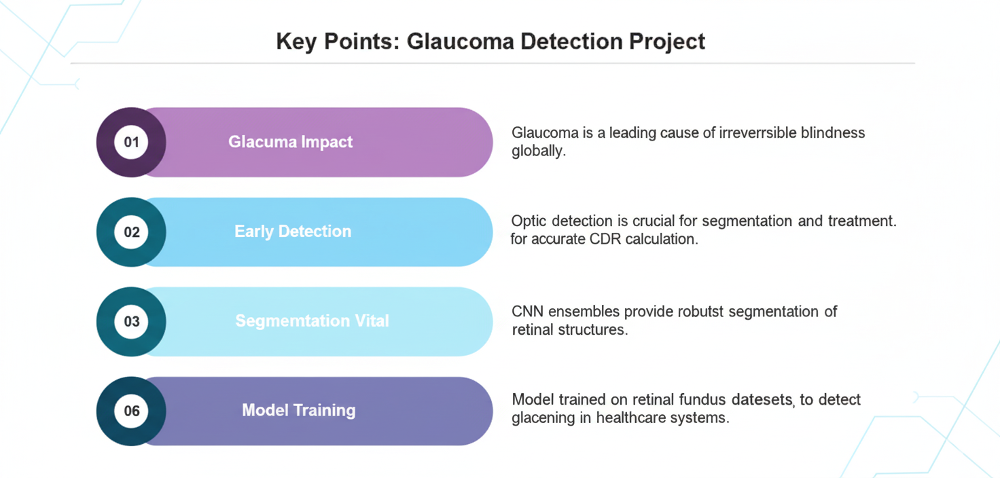 Key Points: Glaucoma Detection Project
01
Glacuma Impact
Glaucoma is a leading cause of irreverrsible blindness
globally.
02
Early Detection
Optic detection is crucial for segmentation and treatment.
for accurate CDR calculation.
03
Segmemtation Vital
CNN ensembles provide robutst segmentation of
retinal structures.
06
Model Training
Model trained on retinal fundus datesets, to detect
glacening in healthcare systems.